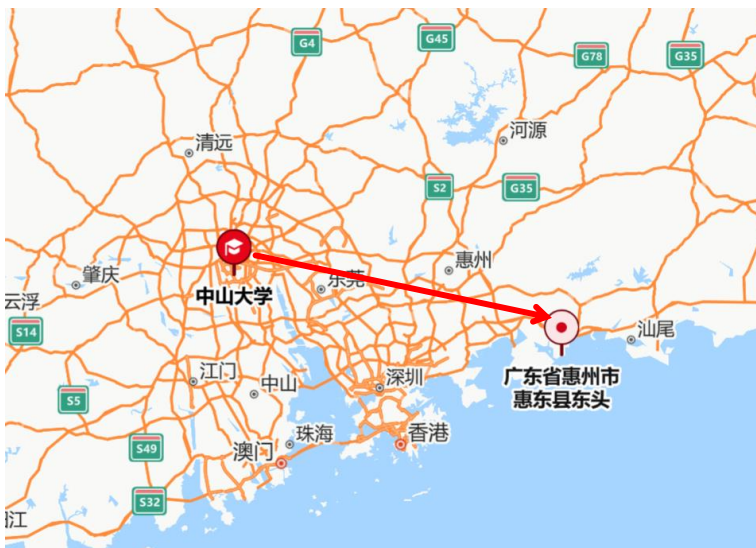 G4
G45
G78
G35
清远
河源
S2
G35
肇庆
中山大学
东莞
惠州
云浮
S14
汕尾
江门
中山
深圳
广东省惠州市
惠东县东头
S5
S49
澳门
珠海
香港
S32
江